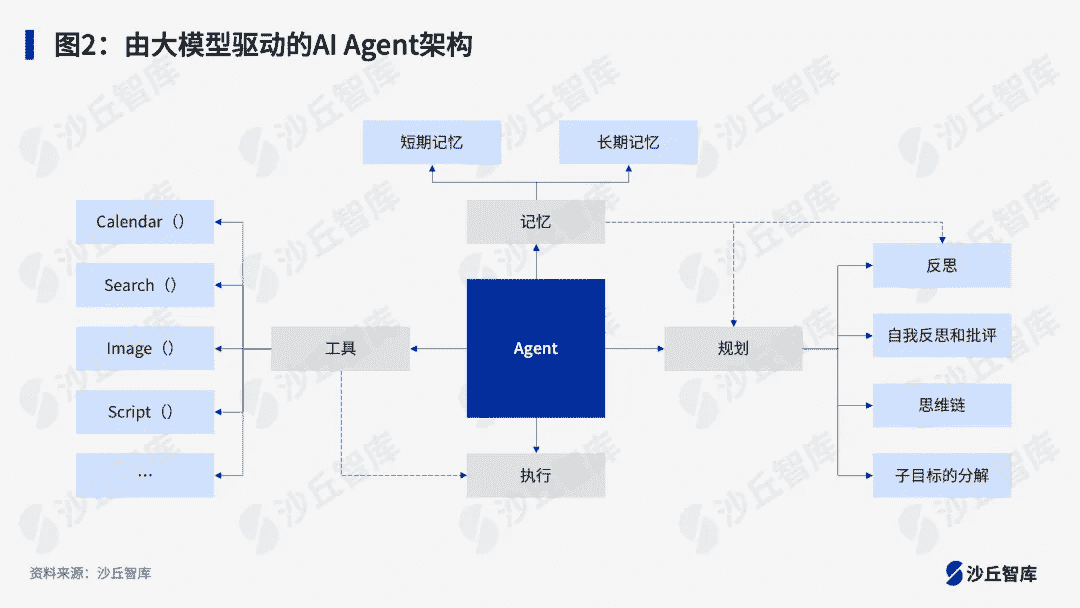 图2：由大模型驱动的AI Agent架构
短期记忆
长期记忆
Calendar（）
记忆
Search（）
反思
Image（）
工具
Agent
规划
自我反思和批评
Script（）
思维链
…
执行
子目标的分解
资料来源：沙丘智库
沙丘智库